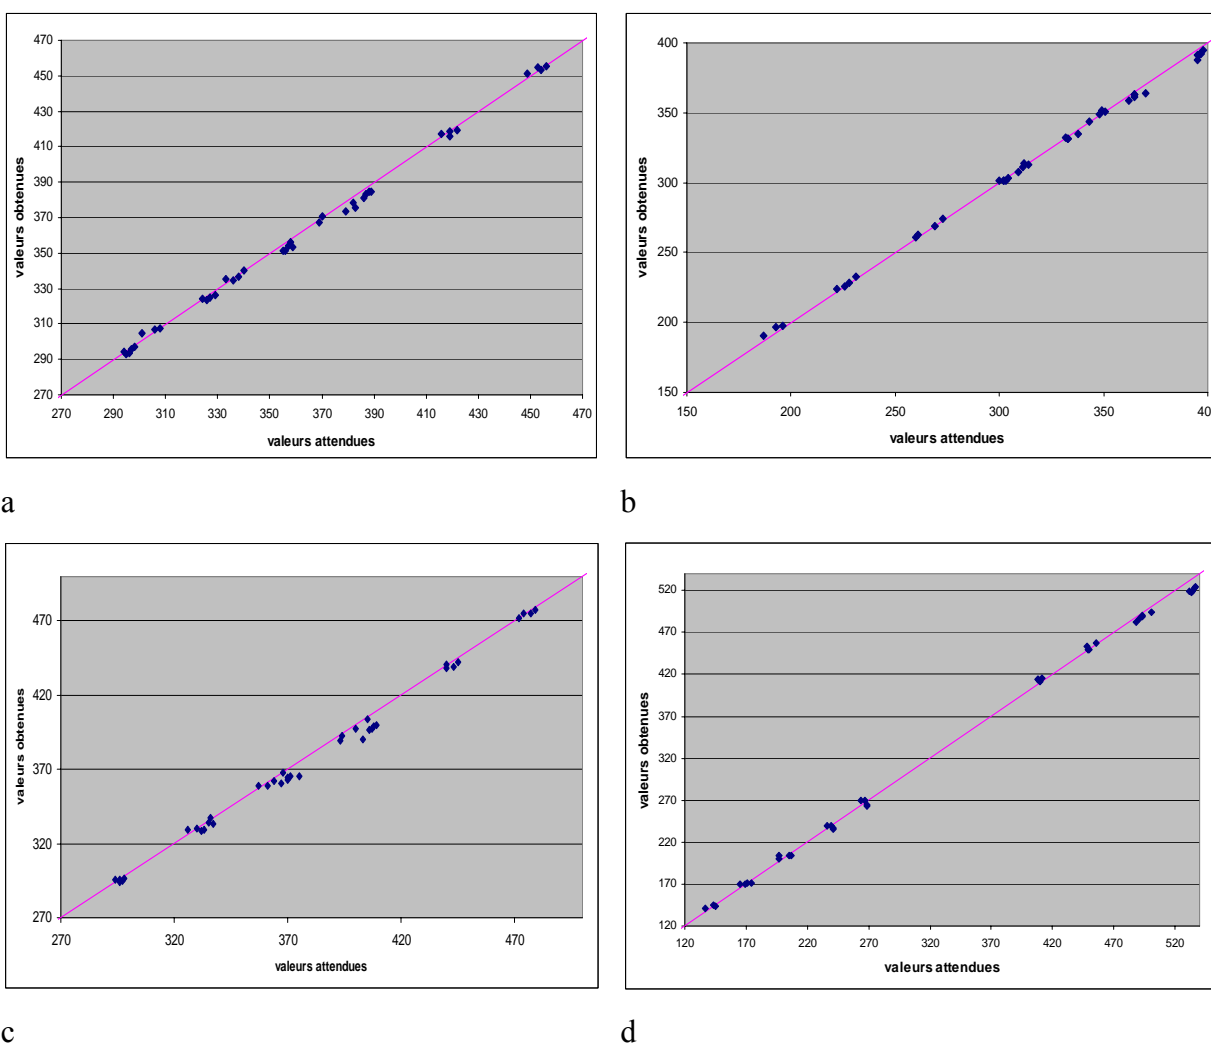 470
450
430
410
390
370
350
330
310
290
270
valeurs obtenues
270 290 310 330 350 370 390 410 430 450 470
valeurs attendues
a
400
350
300
250
200
150
valeurs obtenues
150 200 250 300 350 40
valeurs attendues
b
470
420
370
320
270
valeurs obtenues
270 320 370 420 470
valeurs attendues
c
520
470
420
370
320
270
220
170
120
valeurs obtenues
120 170 220 270 320 370 420 470 520
valeurs attendues
d